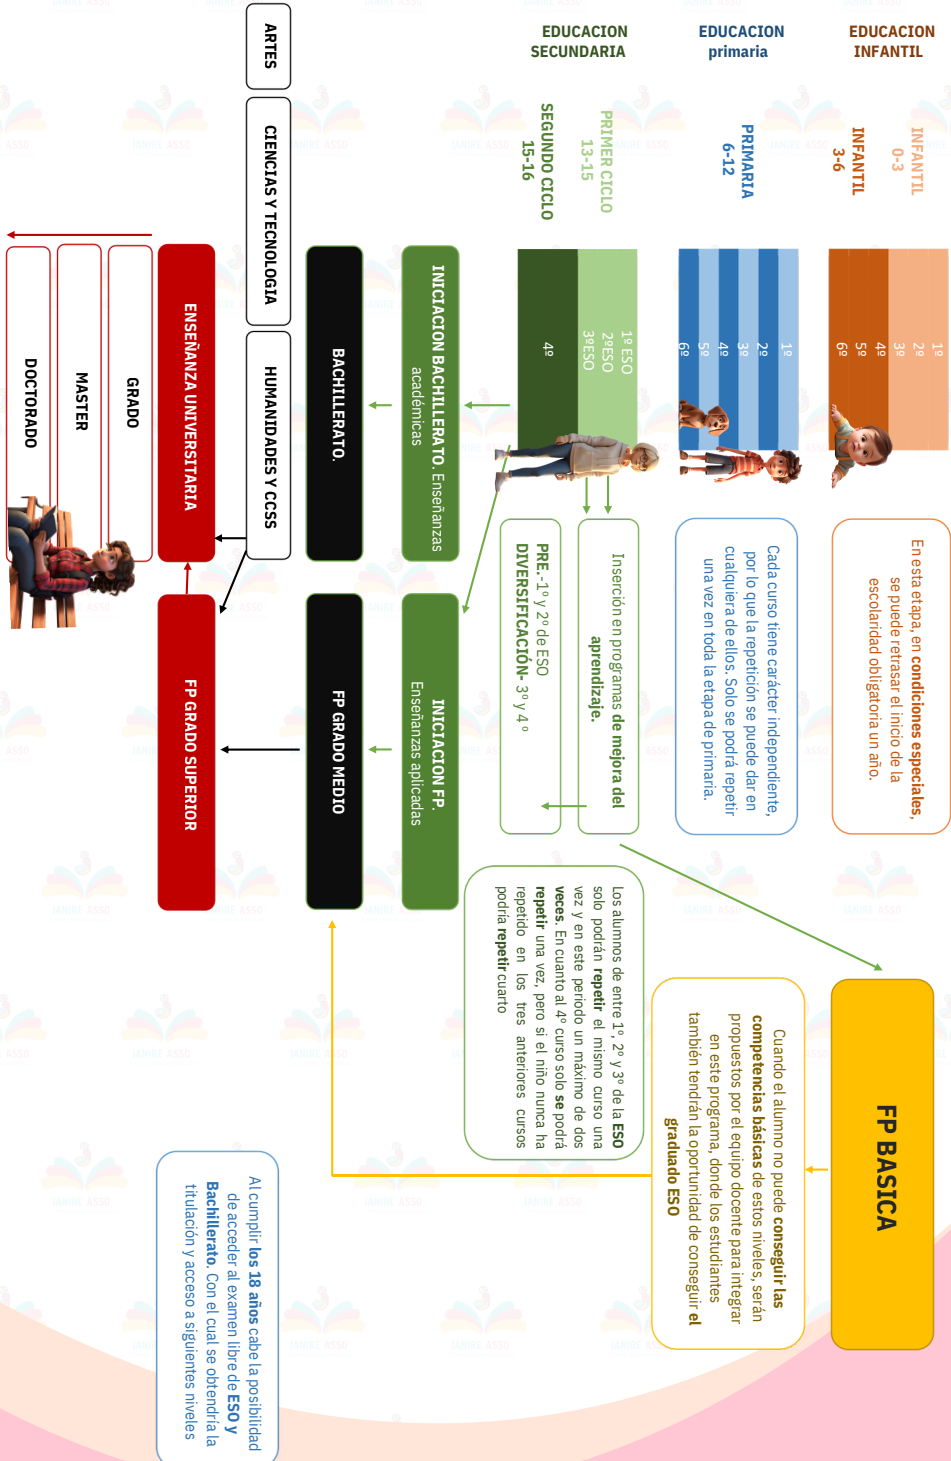 EDUCACION
INFANTIL
INFANTIL
0-3
INFANTIL
3-6
1º
2º
3º
4º
5º
6º
En esta etapa, en condiciones especiales,
se puede retrasar el inicio de la
escolaridad obligatoria un año.
EDUCACION
primaria
PRIMARIA
6-12
1º
2º
3º
4º
5º
6º
Cada curso tiene carácter independiente,
por lo que la repetición se puede dar en
cualquiera de ellos. Solo se podrá repetir
una vez en toda la etapa de primaria.
EDUCACION
SECUNDARIA
PRIMER CICLO
13-15
SEGUNDO CICLO
15-16
1º ESO
2ºESO
3ºESO
4º
Inserción en programas de mejora del
aprendizaje.
PRE.-1º y 2º de ESO
DIVERSIFICACIÓN- 3º y 4º
Los alumnos de entre 1º, 2º y 3º de la ESO
solo podrán repetir el mismo curso una
vez y en este periodo un máximo de dos
veces. En cuanto al 4º curso solo se podrá
repetir una vez, pero si el niño nunca ha
repetido en los tres anteriores cursos
podría repetir cuarto
FP BASICA
Cuando el alumno no puede conseguir las
competencias básicas de estos niveles, serán
propuestos por el equipo docente para integrar
en este programa, donde los estudiantes
también tendrán la oportunidad de conseguir el
graduado ESO
INICIACION BACHILLERATO. Enseñanzas
académicas
INICIACION FP.
Enseñanzas aplicadas
BACHILLERATO.
FP GRADO MEDIO
ARTES
CIENCIAS Y TECNOLOGIA
HUMANIDADES Y CCSS
ENSEÑANZA UNIVERSITARIA
FP GRADO SUPERIOR
GRADO
MASTER
DOCTORADO
Al cumplir los 18 años cabe la posibilidad
de acceder al examen libre de ESO y
Bachillerato. Con el cual se obtendría la
titulación y acceso a siguientes niveles
JANIRE ASSO